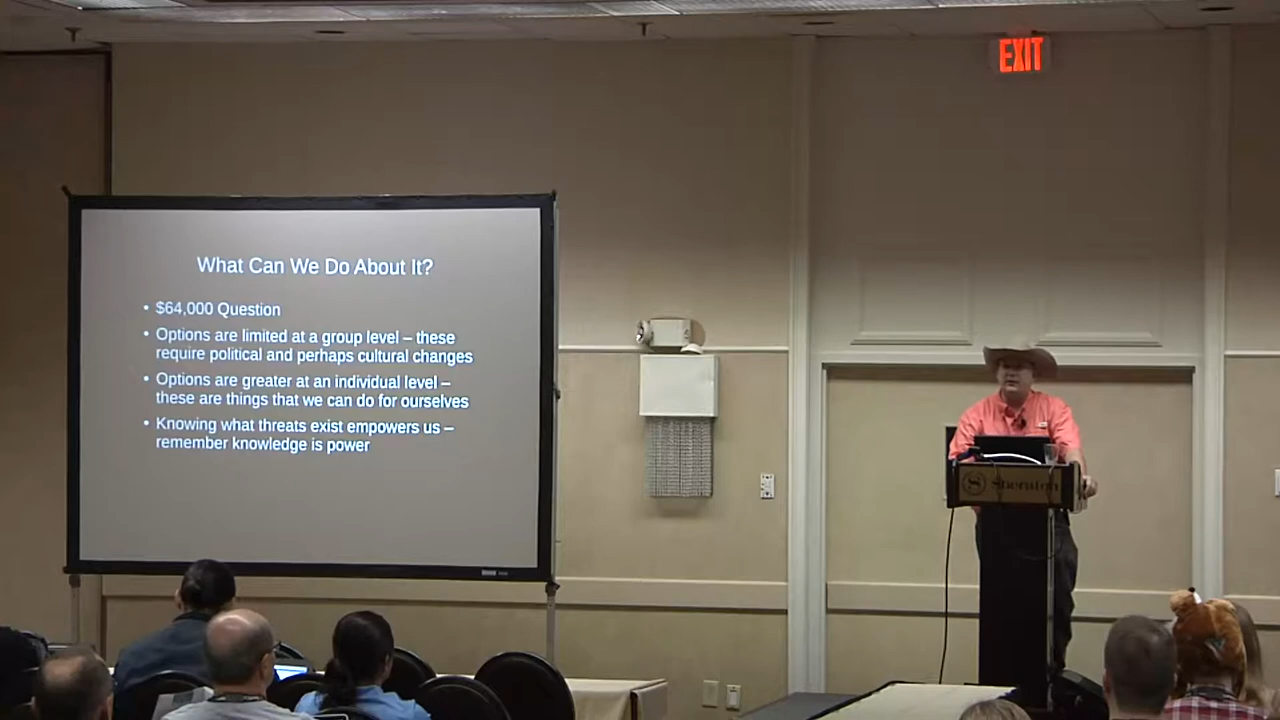 EXIT
What Can We Do About It?
• $64,000 Question
• Options are limited at a group level – these
require political and perhaps cultural changes
• Options are greater at an individual level –
these are things that we can do for ourselves
• Knowing what threats exist empowers us –
remember knowledge is power
S Sheraton